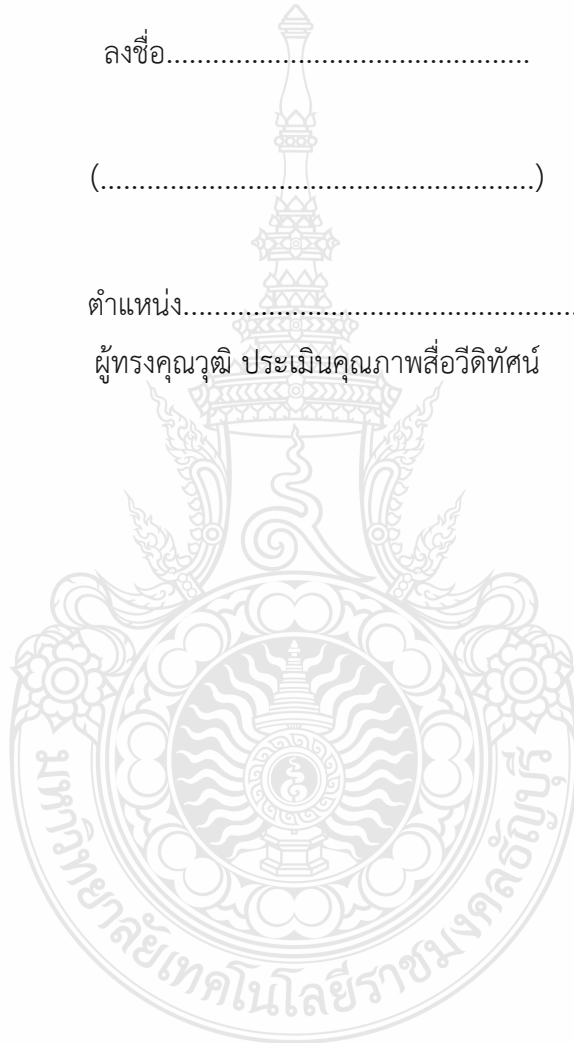 ลงชื่อ...............................................
(........................................................)
ตำแหน่ง...................................................
ผู้ทรงคุณวุฒิ ประเมินคุณภาพสื่อวีดิทัศน์
มหาวิทยาลัยเทคโนโลยีราชมงคลธัญบุรี